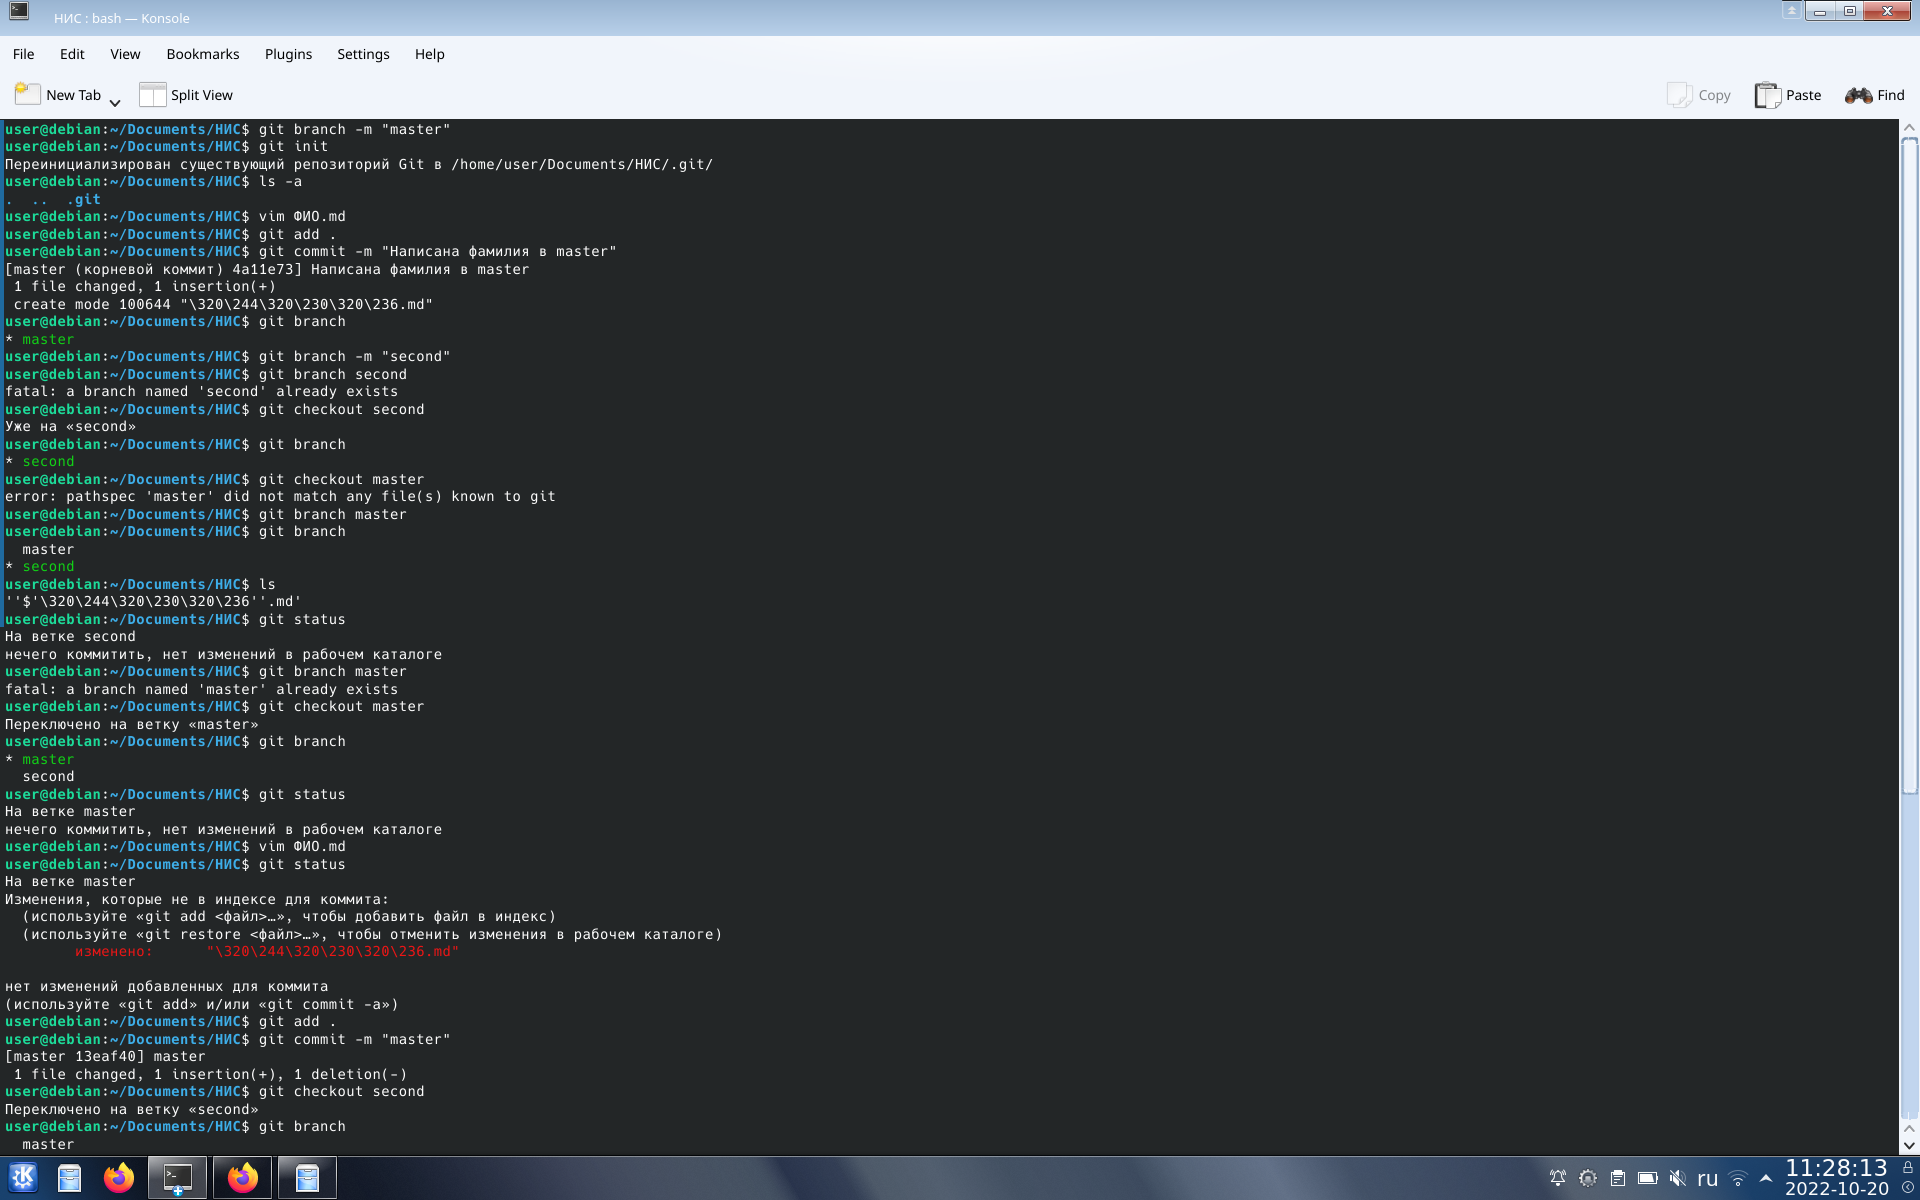 НИС : bash — Konsole
File Edit View Bookmarks Plugins Settings Help
New Tab Split View Copy Paste Find
user@debian:~/Documents/НИС$ git branch -m "master"
user@debian:~/Documents/НИС$ git init
Переинициализирован существующий репозиторий Git в /home/user/Documents/НИС/.git/
user@debian:~/Documents/НИС$ ls -a
.  ..  .git
user@debian:~/Documents/НИС$ vim ФИО.md
user@debian:~/Documents/НИС$ git add .
user@debian:~/Documents/НИС$ git commit -m "Написана фамилия в master"
[master (корневой коммит) 4a11e73] Написана фамилия в master
 1 file changed, 1 insertion(+)
 create mode 100644 "\320\244\320\230\320\236.md"
user@debian:~/Documents/НИС$ git branch
* master
user@debian:~/Documents/НИС$ git branch -m "second"
user@debian:~/Documents/НИС$ git branch second
fatal: a branch named 'second' already exists
user@debian:~/Documents/НИС$ git checkout second
Уже на «second»
user@debian:~/Documents/НИС$ git branch
* second
user@debian:~/Documents/НИС$ git checkout master
error: pathspec 'master' did not match any file(s) known to git
user@debian:~/Documents/НИС$ git branch master
user@debian:~/Documents/НИС$ git branch
  master
* second
user@debian:~/Documents/НИС$ ls
''$'\320\244\320\230\320\236''.md'
user@debian:~/Documents/НИС$ git status
На ветке second
нечего коммитить, нет изменений в рабочем каталоге
user@debian:~/Documents/НИС$ git branch master
fatal: a branch named 'master' already exists
user@debian:~/Documents/НИС$ git checkout master
Переключено на ветку «master»
user@debian:~/Documents/НИС$ git branch
* master
  second
user@debian:~/Documents/НИС$ git status
На ветке master
нечего коммитить, нет изменений в рабочем каталоге
user@debian:~/Documents/НИС$ vim ФИО.md
user@debian:~/Documents/НИС$ git status
На ветке master
Изменения, которые не в индексе для коммита:
  (используйте «git add <файл>…», чтобы добавить файл в индекс)
  (используйте «git restore <файл>…», чтобы отменить изменения в рабочем каталоге)
        изменено:      "\320\244\320\230\320\236.md"
нет изменений добавленных для коммита
(используйте «git add» и/или «git commit -a»)
user@debian:~/Documents/НИС$ git add .
user@debian:~/Documents/НИС$ git commit -m "master"
[master 13eaf40] master
 1 file changed, 1 insertion(+), 1 deletion(-)
user@debian:~/Documents/НИС$ git checkout second
Переключено на ветку «second»
user@debian:~/Documents/НИС$ git branch
  master
ru 11:28:13
2022-10-20